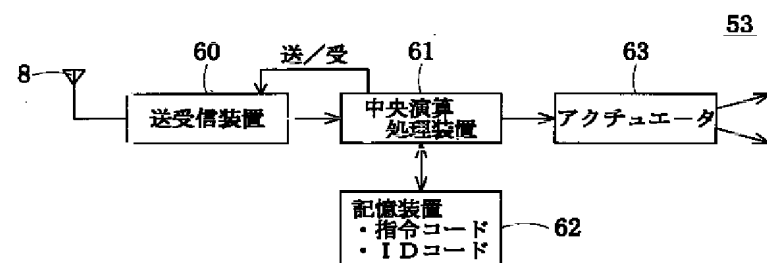 53
8
60
送／受
61
63
送受信装置
中央演算
処理装置
アクチュエータ
記憶装置
・指令コード
・ＩＤコード
62